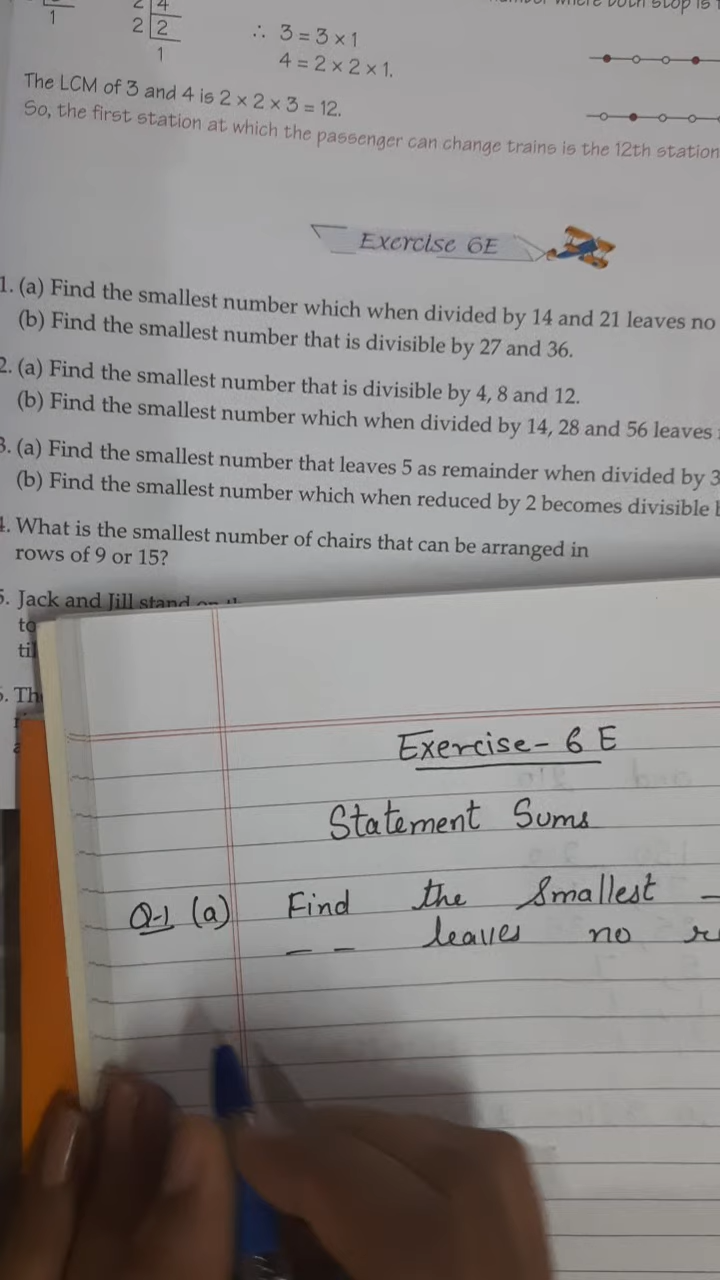 1
2 4
2 2
1
∴ 3 = 3 × 1
4 = 2 × 2 × 1.
The LCM of 3 and 4 is 2 × 2 × 3 = 12.
So, the first station at which the passenger can change trains is the 12th station
Exercise 6E
1. (a) Find the smallest number which when divided by 14 and 21 leaves no
(b) Find the smallest number that is divisible by 27 and 36.
2. (a) Find the smallest number that is divisible by 4, 8 and 12.
(b) Find the smallest number which when divided by 14, 28 and 56 leaves
3. (a) Find the smallest number that leaves 5 as remainder when divided by 3
(b) Find the smallest number which when reduced by 2 becomes divisible
4. What is the smallest number of chairs that can be arranged in
rows of 9 or 15?
5. Jack and Jill stand
to
til
Th
Exercise - 6 E
Statement Sums
Q-1 (a) Find the Smallest —
— — leaves no